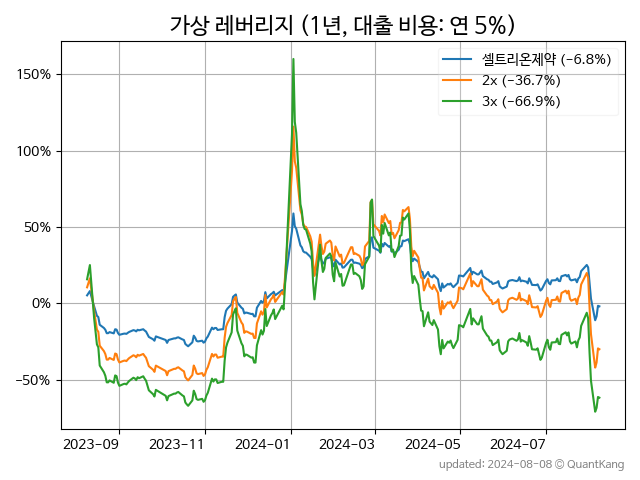 가상 레버리지 (1년, 대출 비용: 연 5%)
셀트리온제약 (−6.8%)
2x (−36.7%)
3x (−66.9%)
150%
100%
50%
0%
−50%
2023-09 2023-11 2024-01 2024-03 2024-05 2024-07
updated: 2024-08-08 © QuantKang